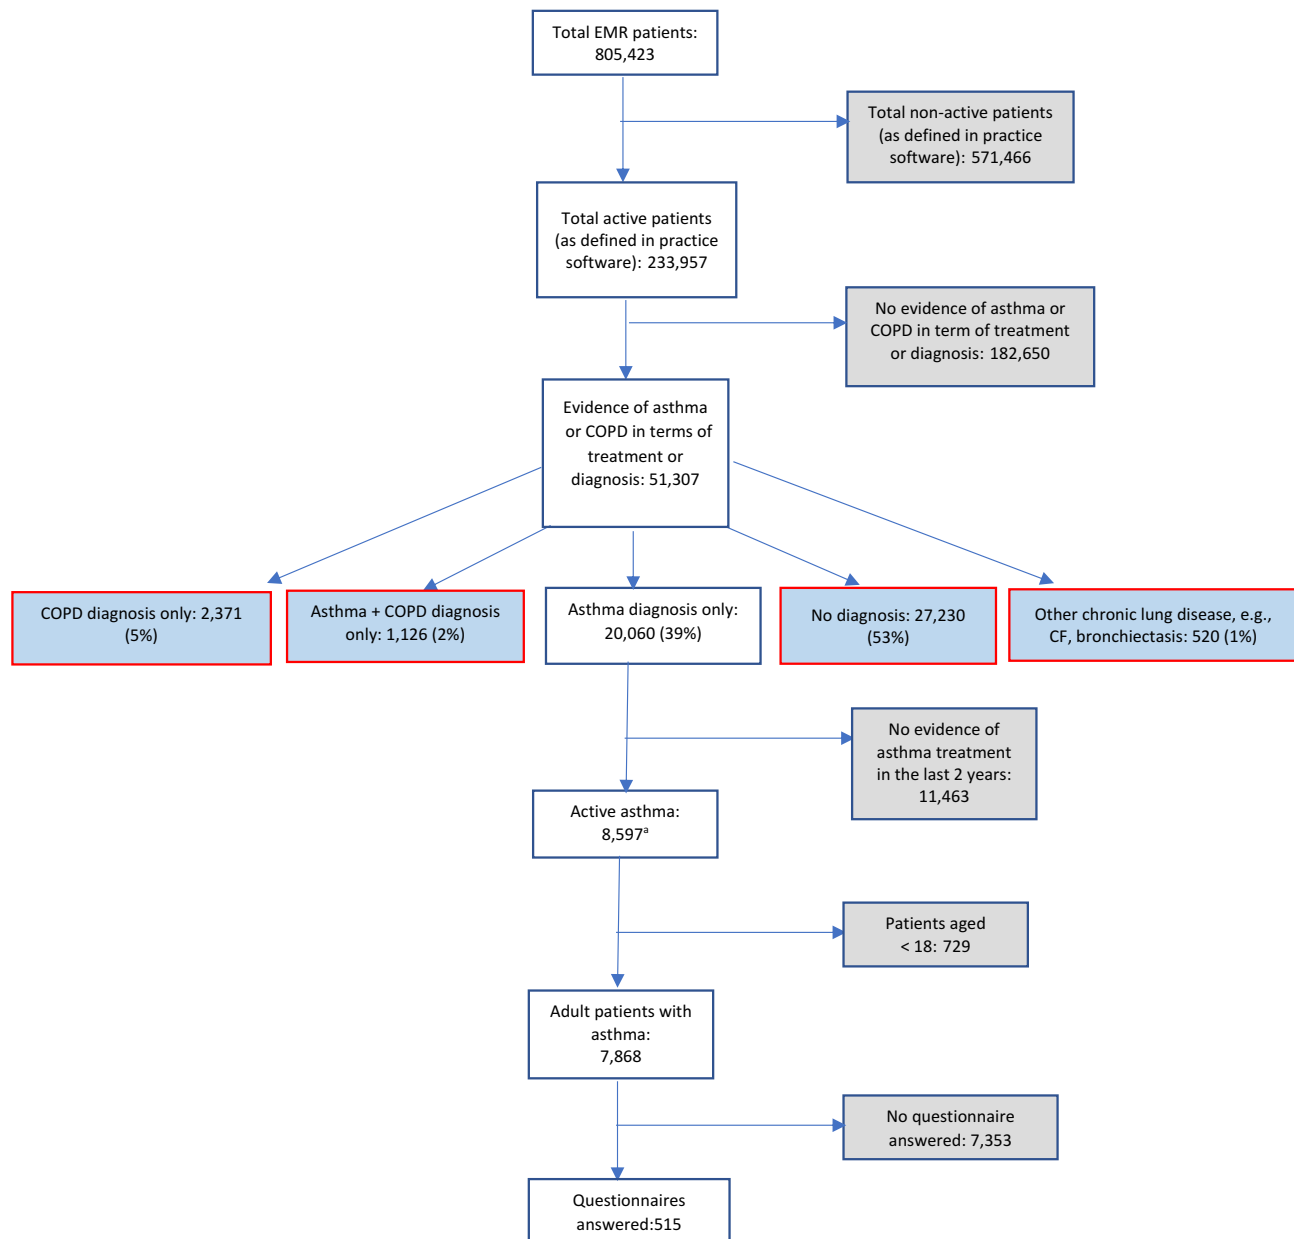 Total EMR patients:
805,423
Total non-active patients
(as defined in practice
software): 571,466
Total active patients
(as defined in practice
software): 233,957
No evidence of asthma or
COPD in term of treatment
or diagnosis: 182,650
Evidence of asthma
or COPD in terms of
treatment or
diagnosis: 51,307
COPD diagnosis only: 2,371
(5%)
Asthma + COPD diagnosis
only: 1,126 (2%)
Asthma diagnosis only:
20,060 (39%)
No diagnosis: 27,230
(53%)
Other chronic lung disease, e.g.,
CF, bronchiectasis: 520 (1%)
No evidence of
asthma treatment
in the last 2 years:
11,463
Active asthma:
8,597ᵃ
Patients aged
< 18: 729
Adult patients with
asthma:
7,868
No questionnaire
answered: 7,353
Questionnaires
answered:515